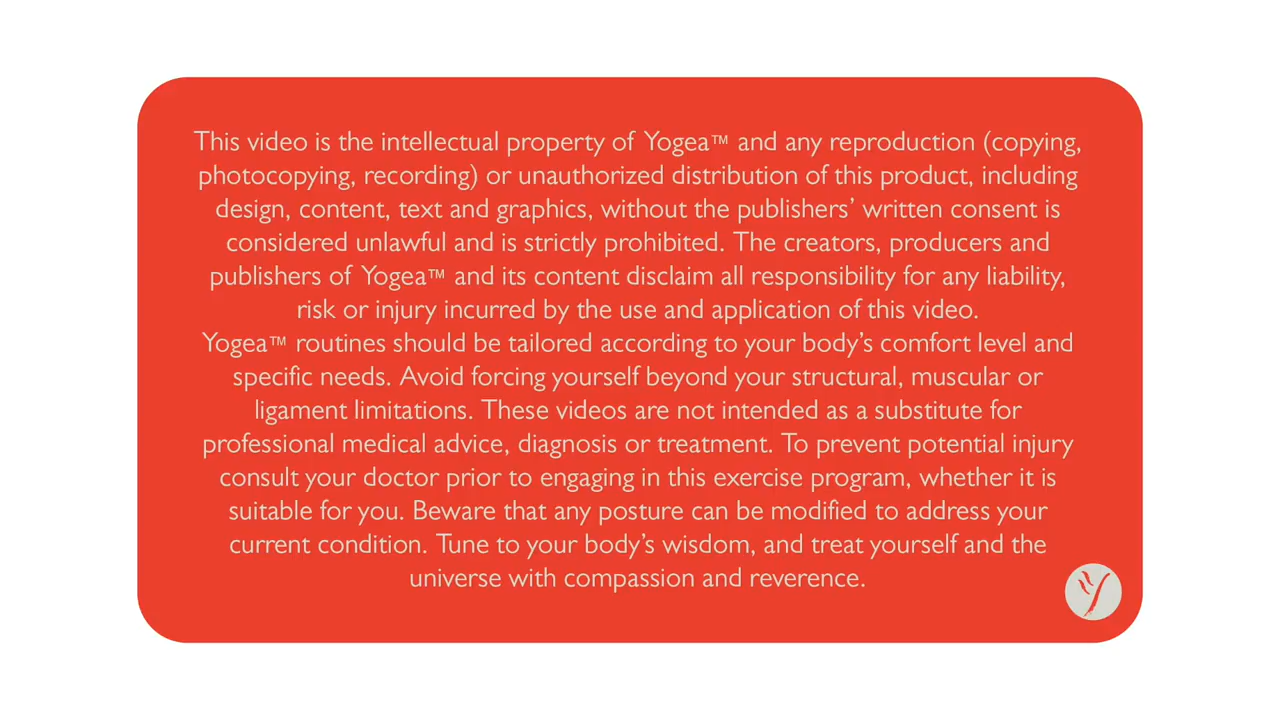 This video is the intellectual property of Yogea™ and any reproduction (copying,
photocopying, recording) or unauthorized distribution of this product, including
design, content, text and graphics, without the publishers’ written consent is
considered unlawful and is strictly prohibited. The creators, producers and
publishers of Yogea™ and its content disclaim all responsibility for any liability,
risk or injury incurred by the use and application of this video.
Yogea™ routines should be tailored according to your body’s comfort level and
specific needs. Avoid forcing yourself beyond your structural, muscular or
ligament limitations. These videos are not intended as a substitute for
professional medical advice, diagnosis or treatment. To prevent potential injury
consult your doctor prior to engaging in this exercise program, whether it is
suitable for you. Beware that any posture can be modified to address your
current condition. Tune to your body’s wisdom, and treat yourself and the
universe with compassion and reverence.
Y